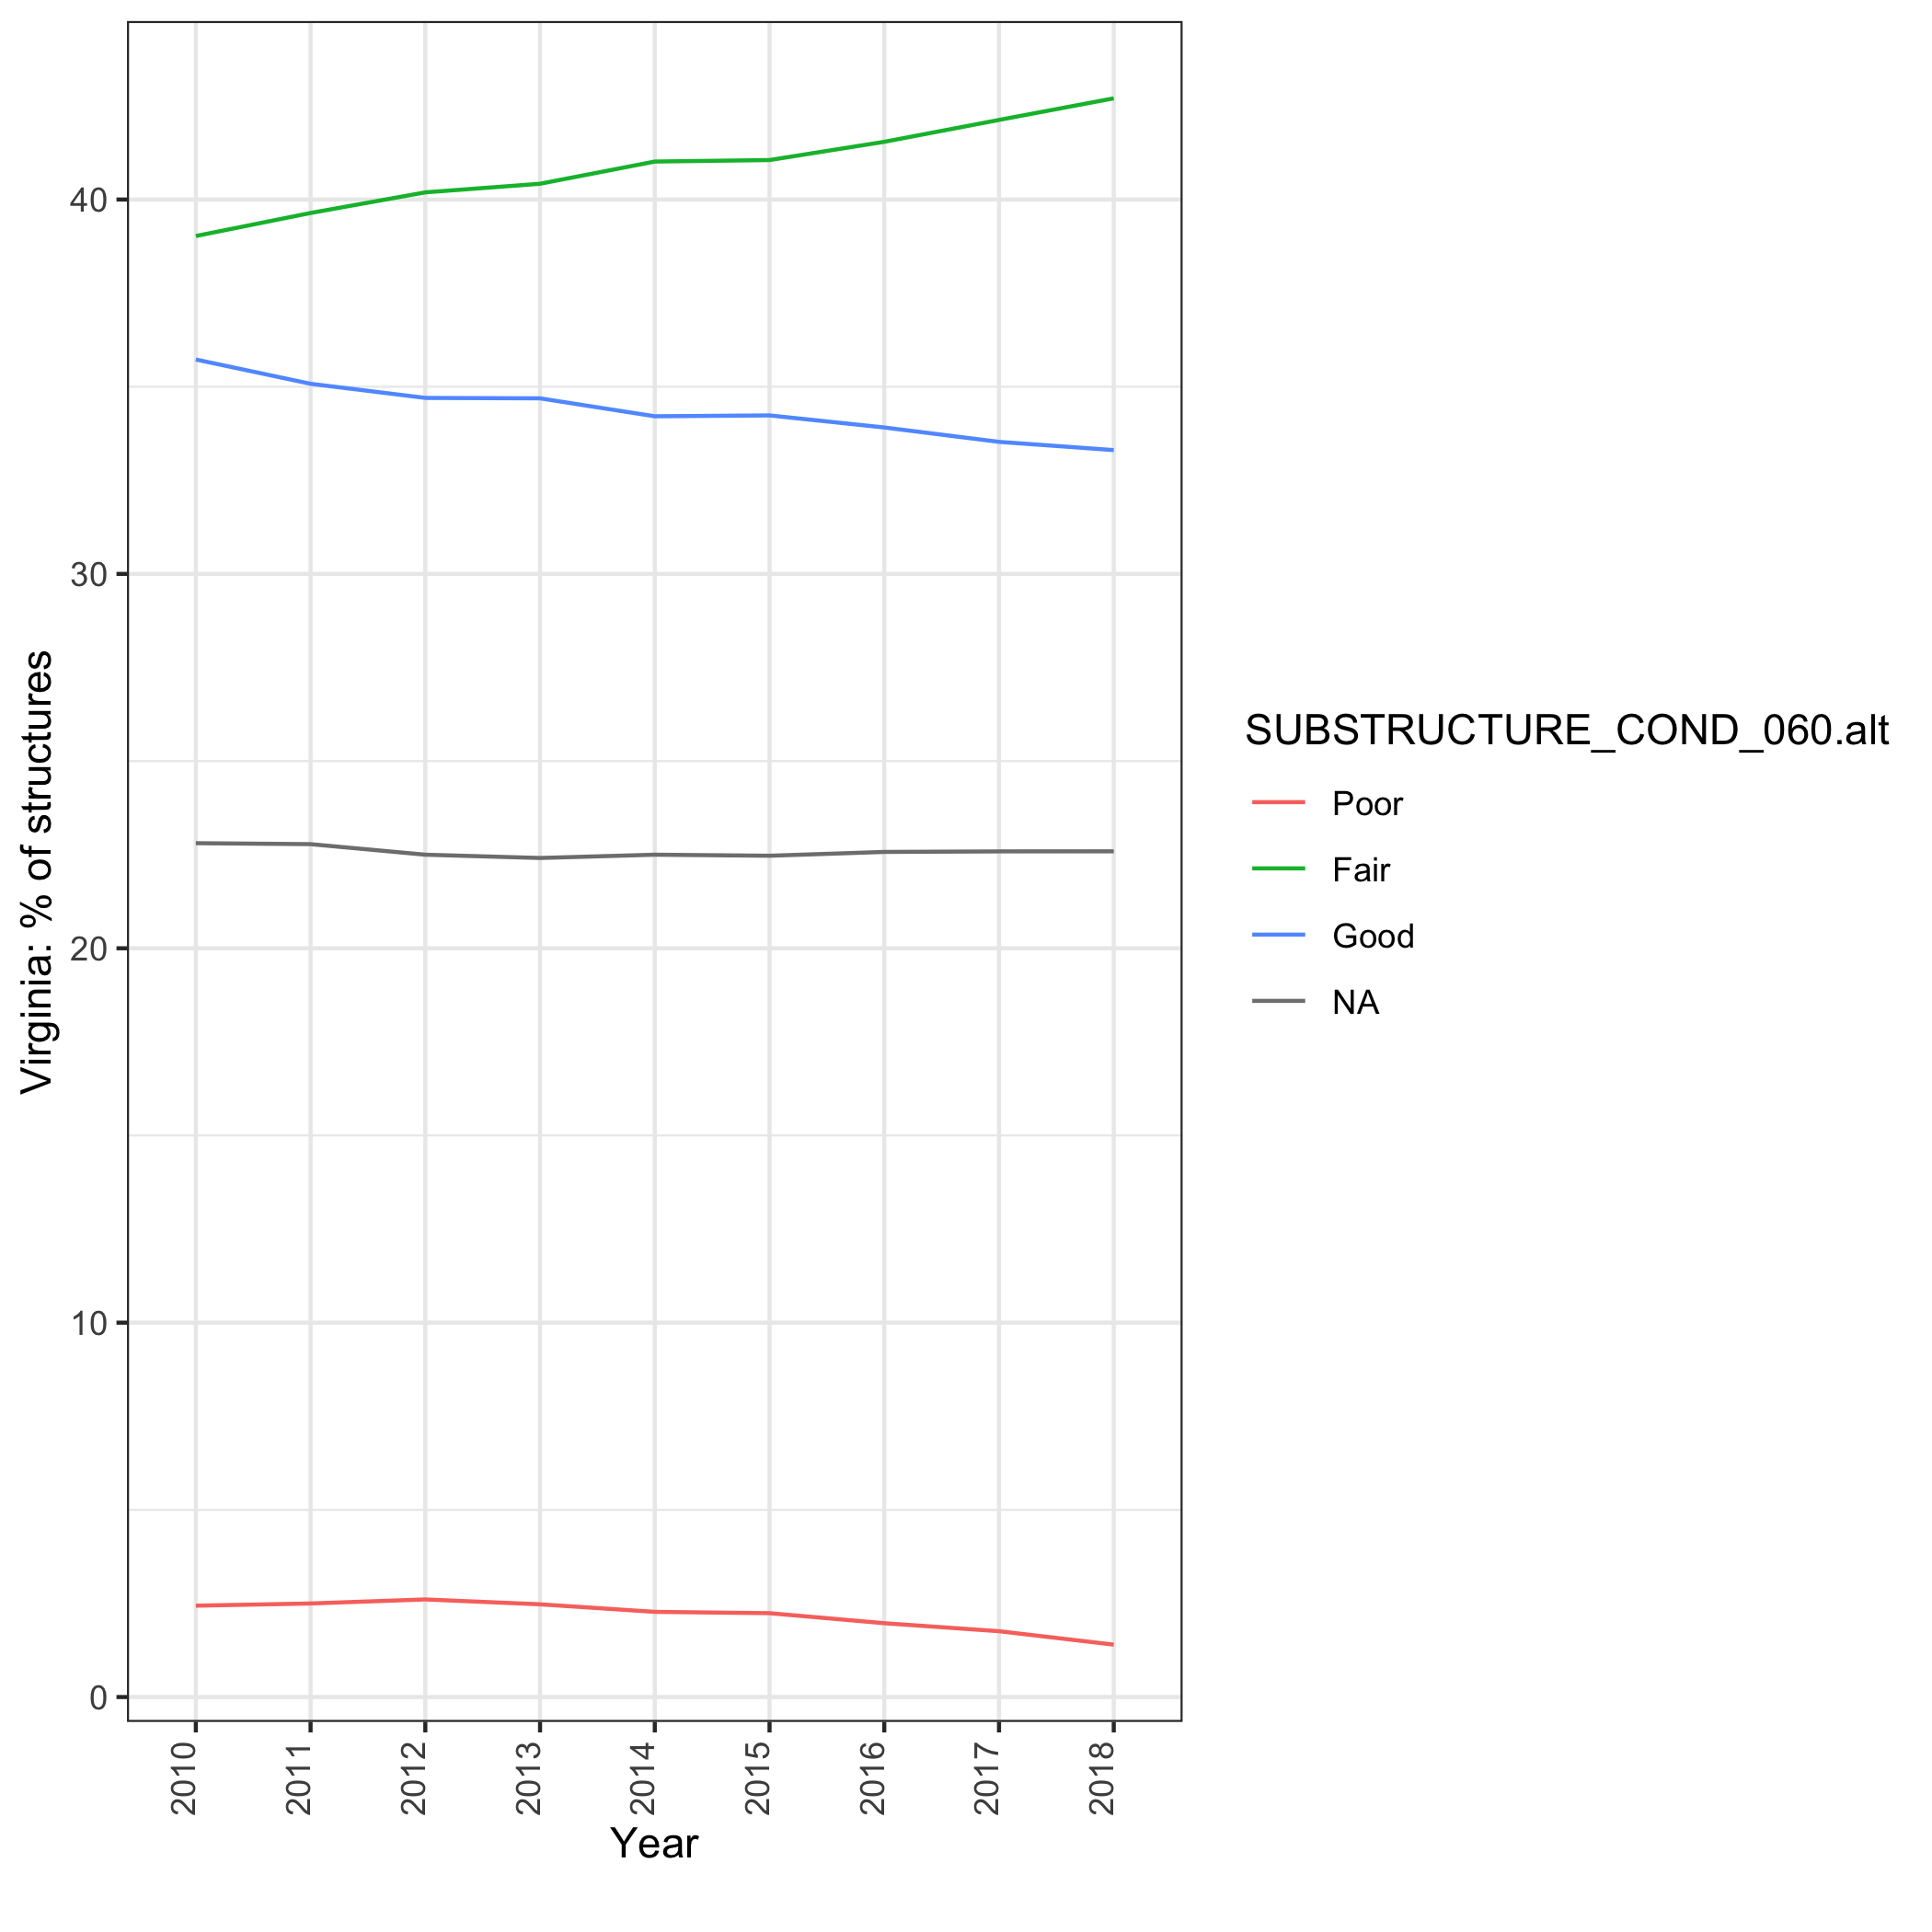 Virginia: % of structures
40
30
20
10
0
2010
2011
2012
2013
2014
2015
2016
2017
2018
Year
SUBSTRUCTURE_COND_060.alt
Poor
Fair
Good
NA